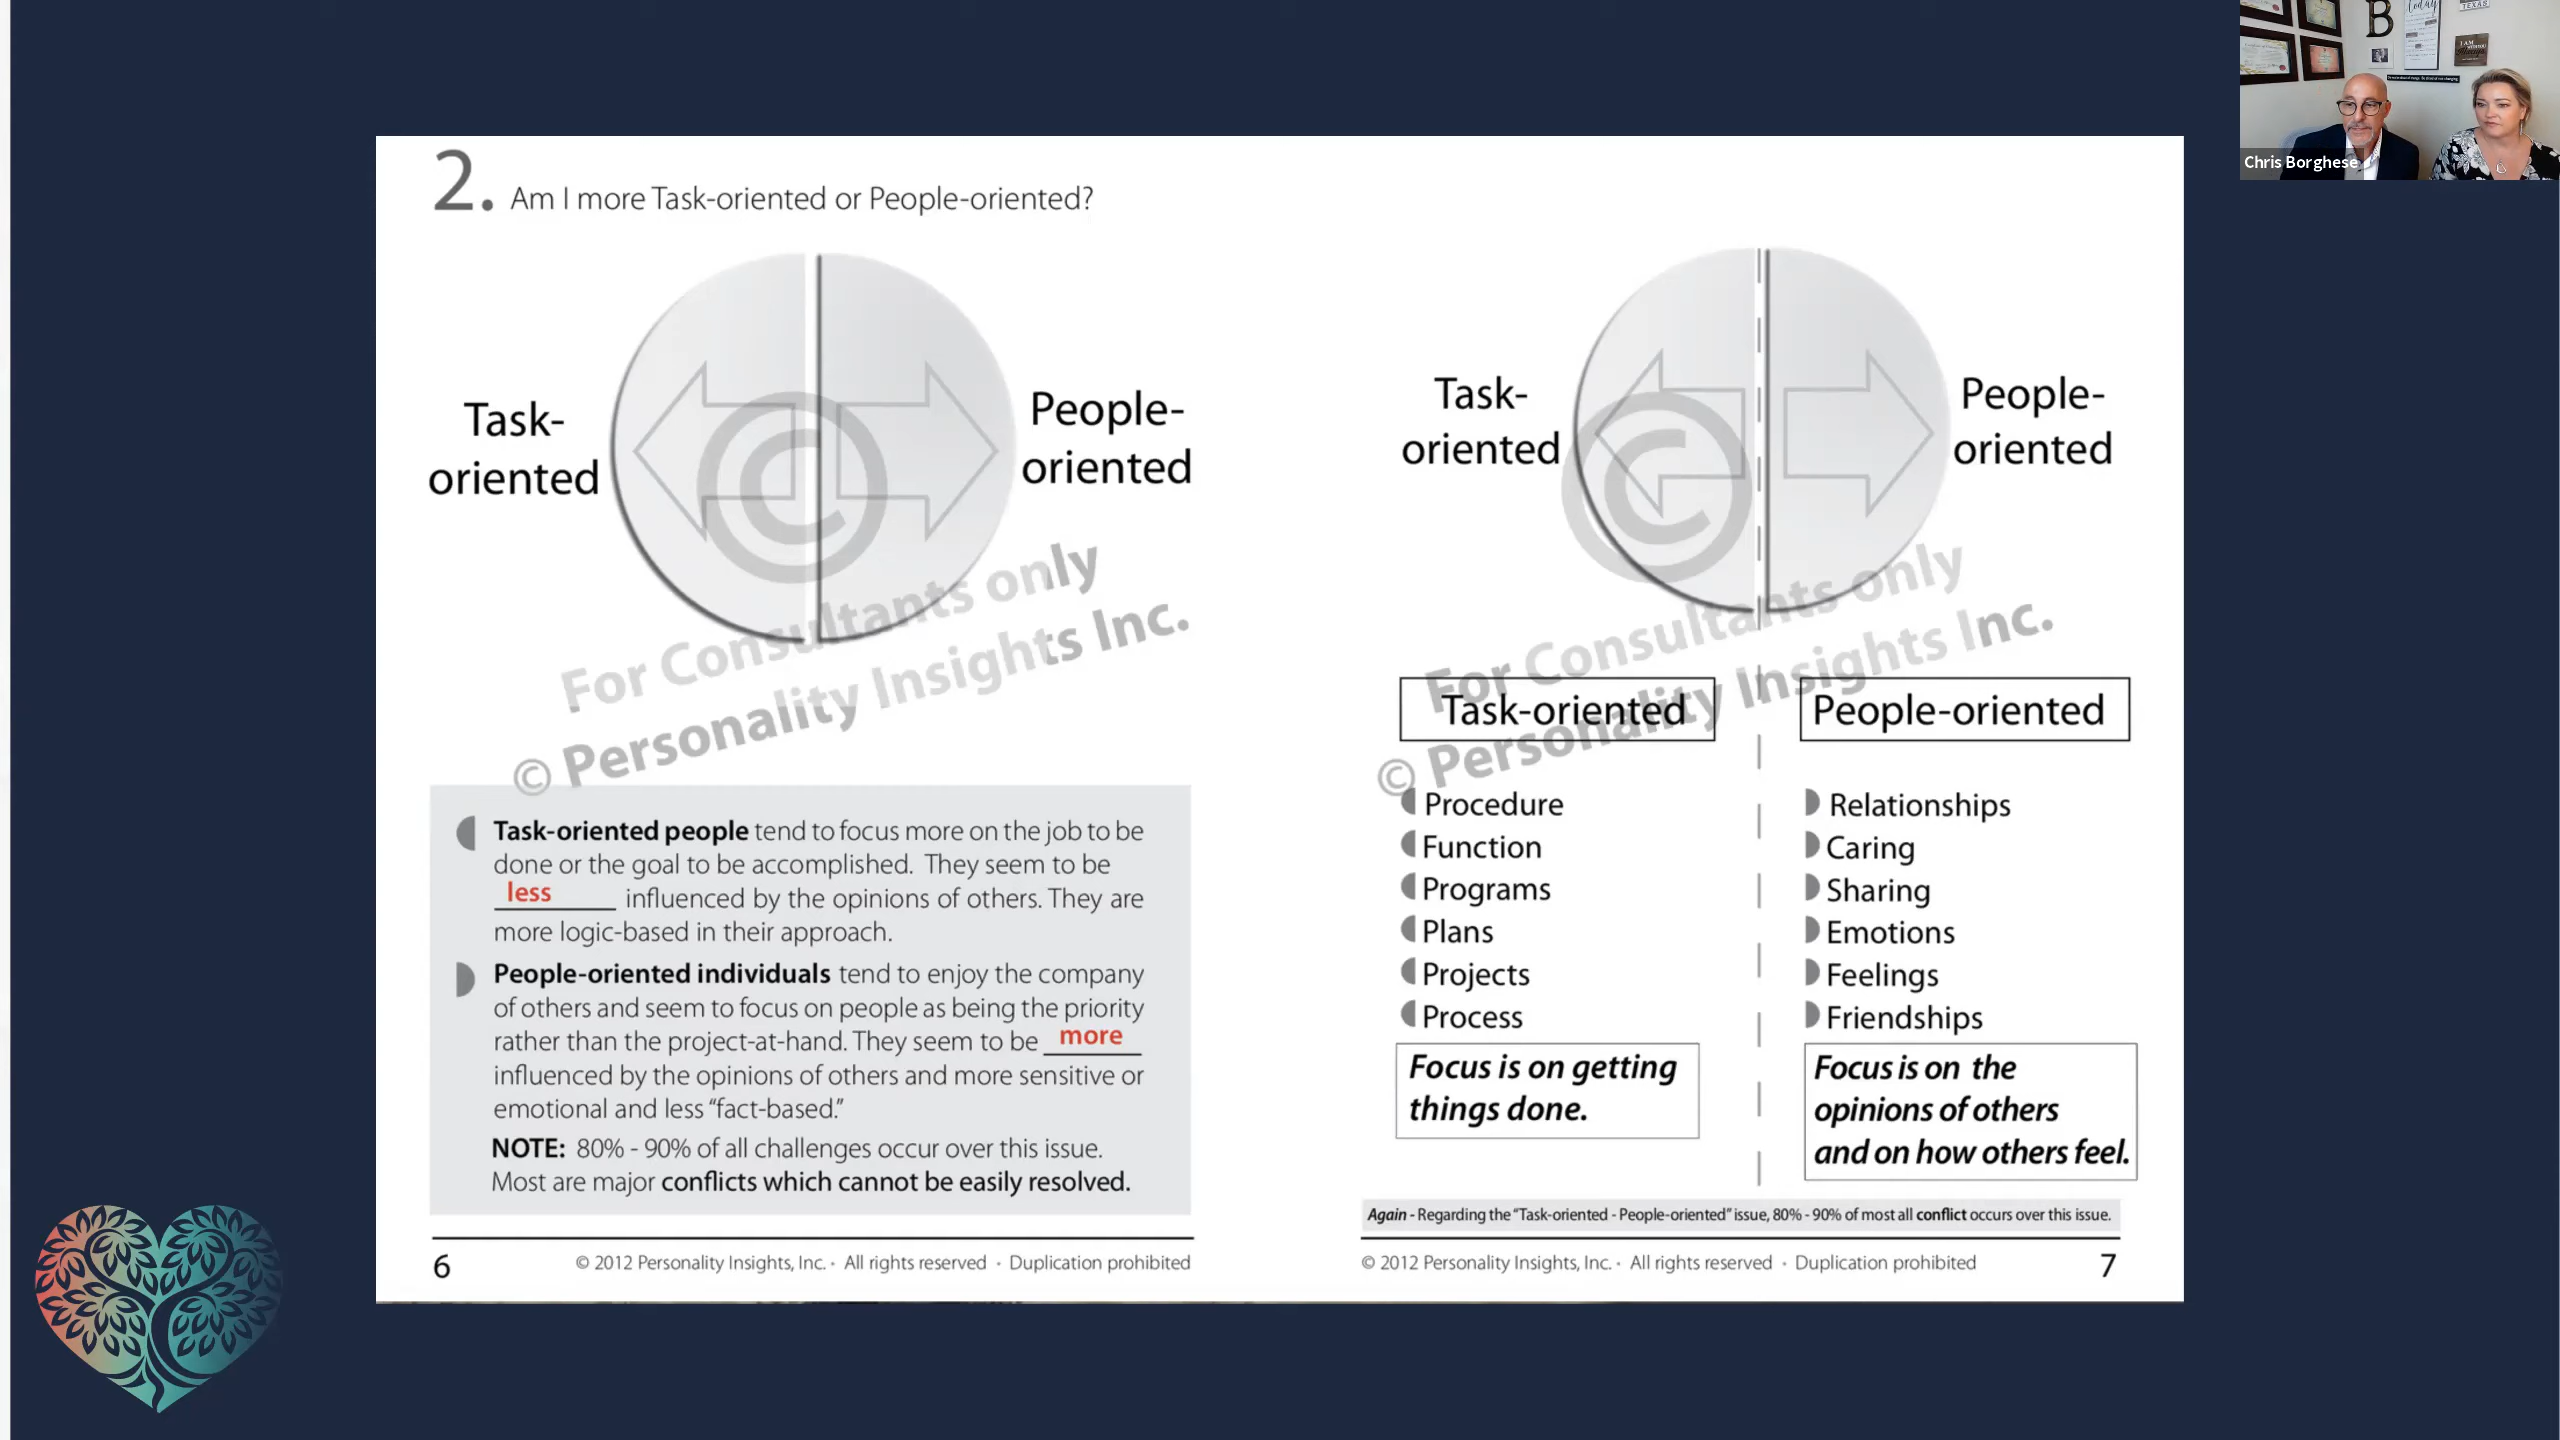 2. Am I more Task-oriented or People-oriented?
Task-
oriented
People-
oriented
For Consultants only
© Personality Insights Inc.
Task-oriented people tend to focus more on the job to be
done or the goal to be accomplished. They seem to be
less influenced by the opinions of others. They are
more logic-based in their approach.
People-oriented individuals tend to enjoy the company
of others and seem to focus on people as being the priority
rather than the project-at-hand. They seem to be more
influenced by the opinions of others and more sensitive or
emotional and less “fact-based.”
NOTE: 80% - 90% of all challenges occur over this issue.
Most are major conflicts which cannot be easily resolved.
6 © 2012 Personality Insights, Inc. · All rights reserved · Duplication prohibited
Task-
oriented
People-
oriented
©
For Consultants only
© Personality Insights Inc.
Task-oriented
Procedure
Function
Programs
Plans
Projects
Process
Focus is on getting
things done.
People-oriented
Relationships
Caring
Sharing
Emotions
Feelings
Friendships
Focus is on the
opinions of others
and on how others feel.
Again - Regarding the “Task-oriented - People-oriented” issue, 80% - 90% of most all conflict occurs over this issue.
© 2012 Personality Insights, Inc. · All rights reserved · Duplication prohibited 7
B
today
TEXAS
I AM
Chris Borghese